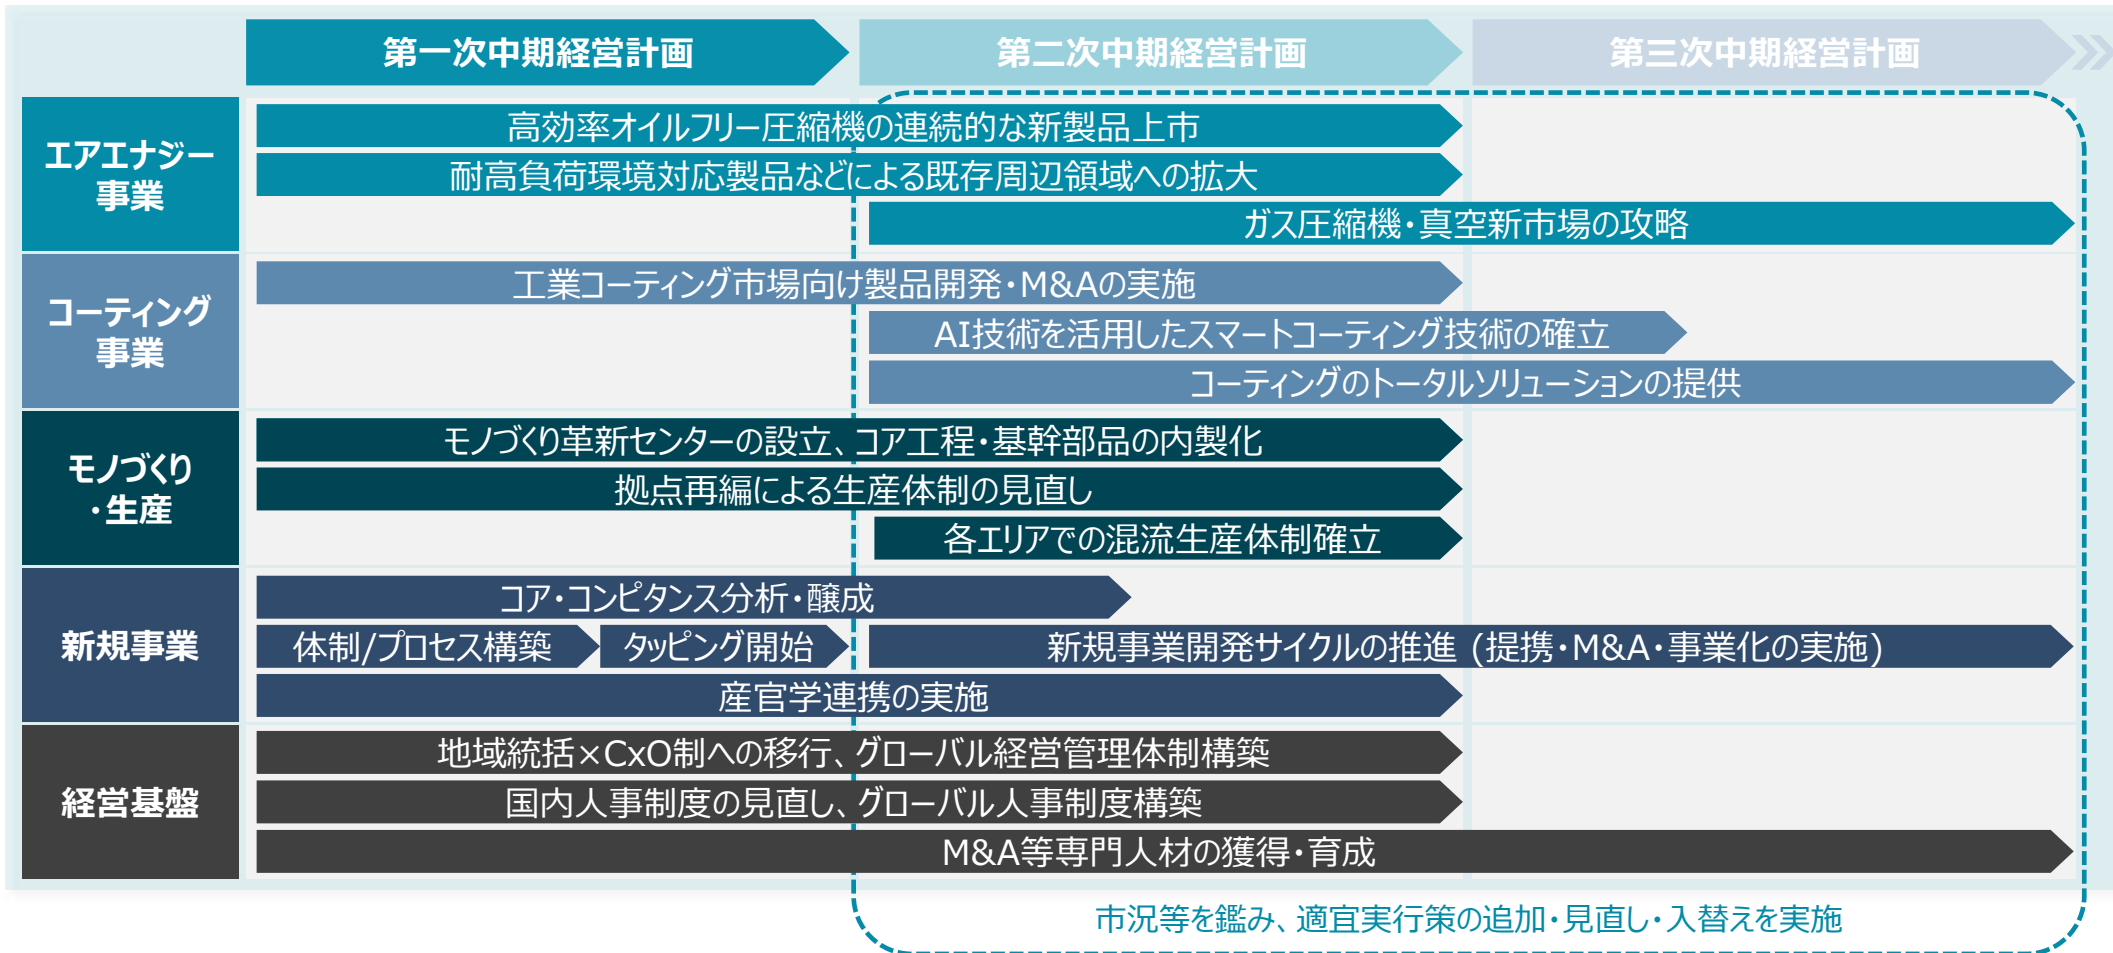 第一次中期経営計画
第二次中期経営計画
第三次中期経営計画
エアエナジー
事業
高効率オイルフリー圧縮機の連続的な新製品上市
耐高負荷環境対応製品などによる既存周辺領域への拡大
ガス圧縮機・真空新市場の攻略
コーティング
事業
工業コーティング市場向け製品開発・M&Aの実施
AI技術を活用したスマートコーティング技術の確立
コーティングのトータルソリューションの提供
モノづくり
・生産
モノづくり革新センターの設立、コア工程・基幹部品の内製化
拠点再編による生産体制の見直し
各エリアでの混流生産体制確立
新規事業
コア・コンピタンス分析・醸成
体制/プロセス構築
タッピング開始
新規事業開発サイクルの推進 (提携・M&A・事業化の実施)
産官学連携の実施
経営基盤
地域統括×CxO制への移行、グローバル経営管理体制構築
国内人事制度の見直し、グローバル人事制度構築
M&A等専門人材の獲得・育成
市況等を鑑み、適宜実行策の追加・見直し・入替えを実施